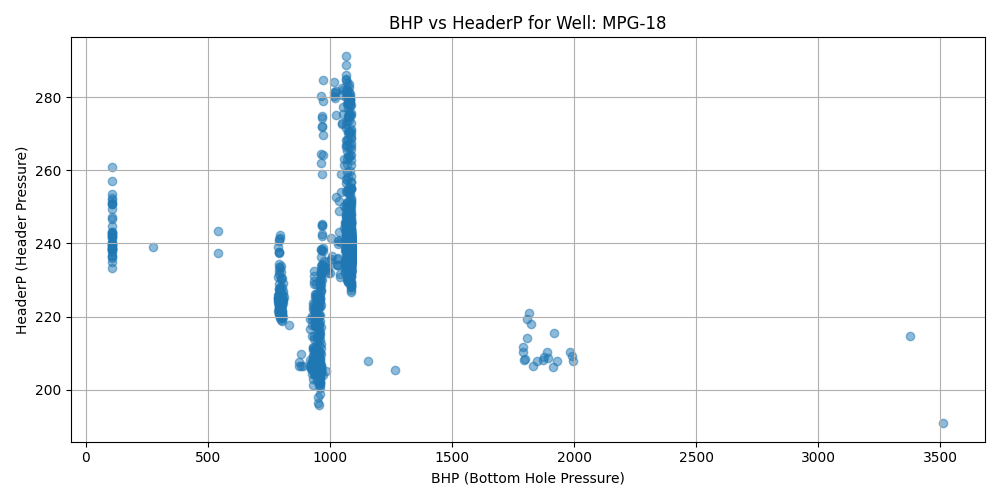 BHP vs HeaderP for Well: MPG-18
HeaderP (Header Pressure)
280
260
240
220
200
0 500 1000 1500 2000 2500 3000 3500
BHP (Bottom Hole Pressure)